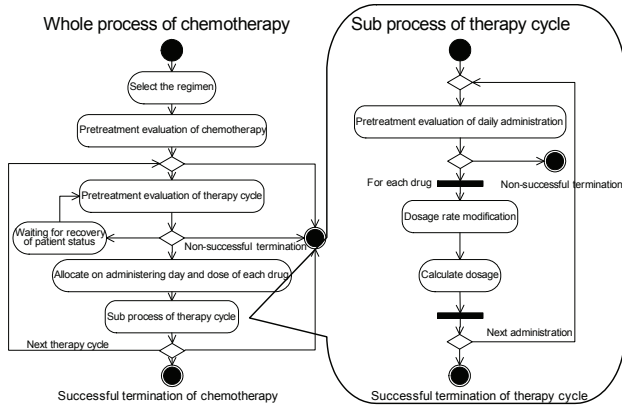 Whole process of chemotherapy
Select the regimen
Pretreatment evaluation of chemotherapy
Pretreatment evaluation of therapy cycle
Waiting for recovery
of patient status
Non-successful termination
Allocate on administering day and dose of each drug
Sub process of therapy cycle
Next therapy cycle
Successful termination of chemotherapy
Sub process of therapy cycle
Pretreatment evaluation of daily administration
For each drug
Non-successful termination
Dosage rate modification
Calculate dosage
Next administration
Successful termination of therapy cycle